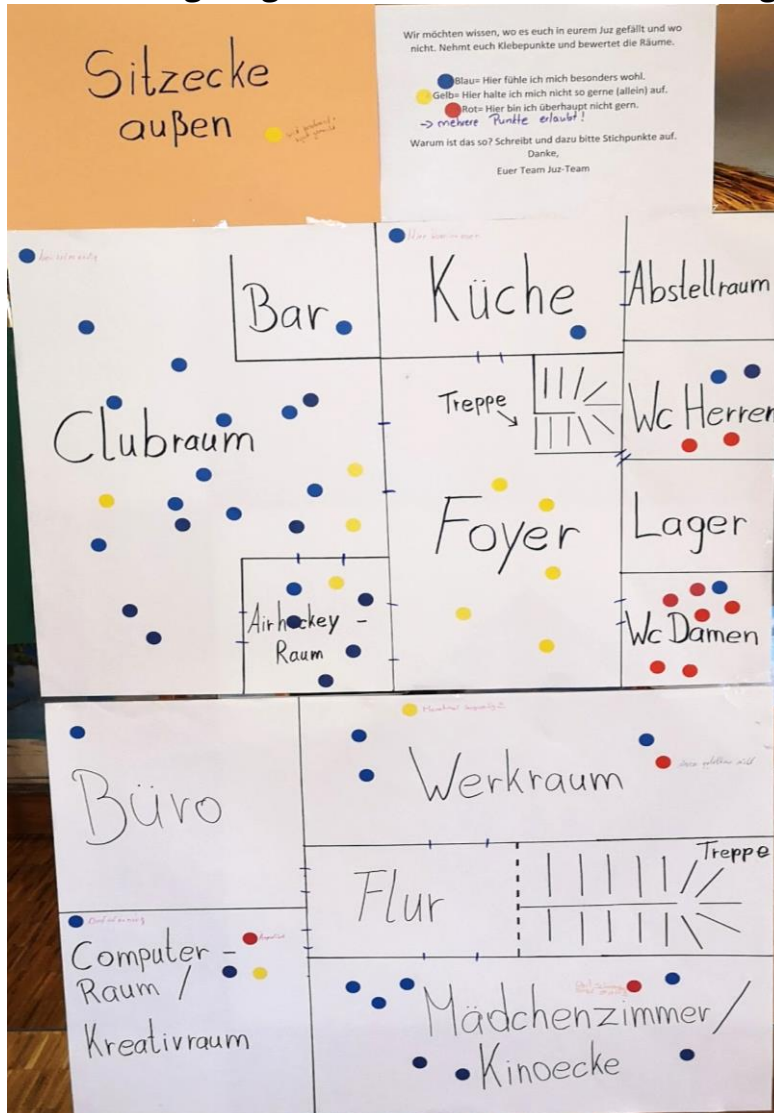 Sitzecke
außen
Wir möchten wissen, wo es euch in eurem Juz gefällt und wo
nicht. Nehmt euch Klebepunkte und bewertet die Räume.
Blau= Hier fühle ich mich besonders wohl.
Gelb= Hier halte ich mich nicht so gerne (allein) auf.
Rot= Hier bin ich überhaupt nicht gern.
-> mehrere Punkte erlaubt!
Warum ist das so? Schreibt und dazu bitte Stichpunkte auf.
Danke,
Euer Team Juz-Team
Bar
Küche
Abstellraum
Clubraum
Treppe
Wc Herren
Foyer
Lager
Airhockey -
Raum
Wc Damen
Büro
Werkraum
Flur
Treppe
Computer -
Raum /
Kreativraum
Mädchenzimmer /
Kinoecke